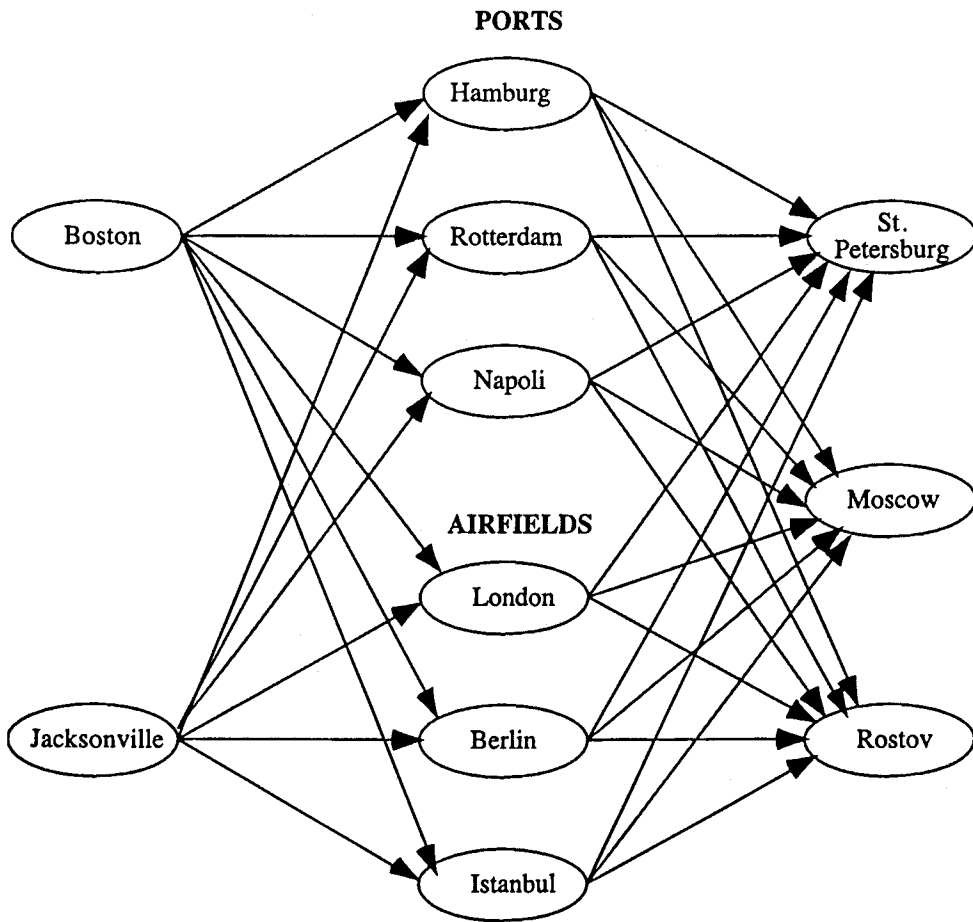 PORTS
Hamburg
Boston
Rotterdam
St.
Petersburg
Napoli
Moscow
AIRFIELDS
London
Jacksonville
Berlin
Rostov
Istanbul